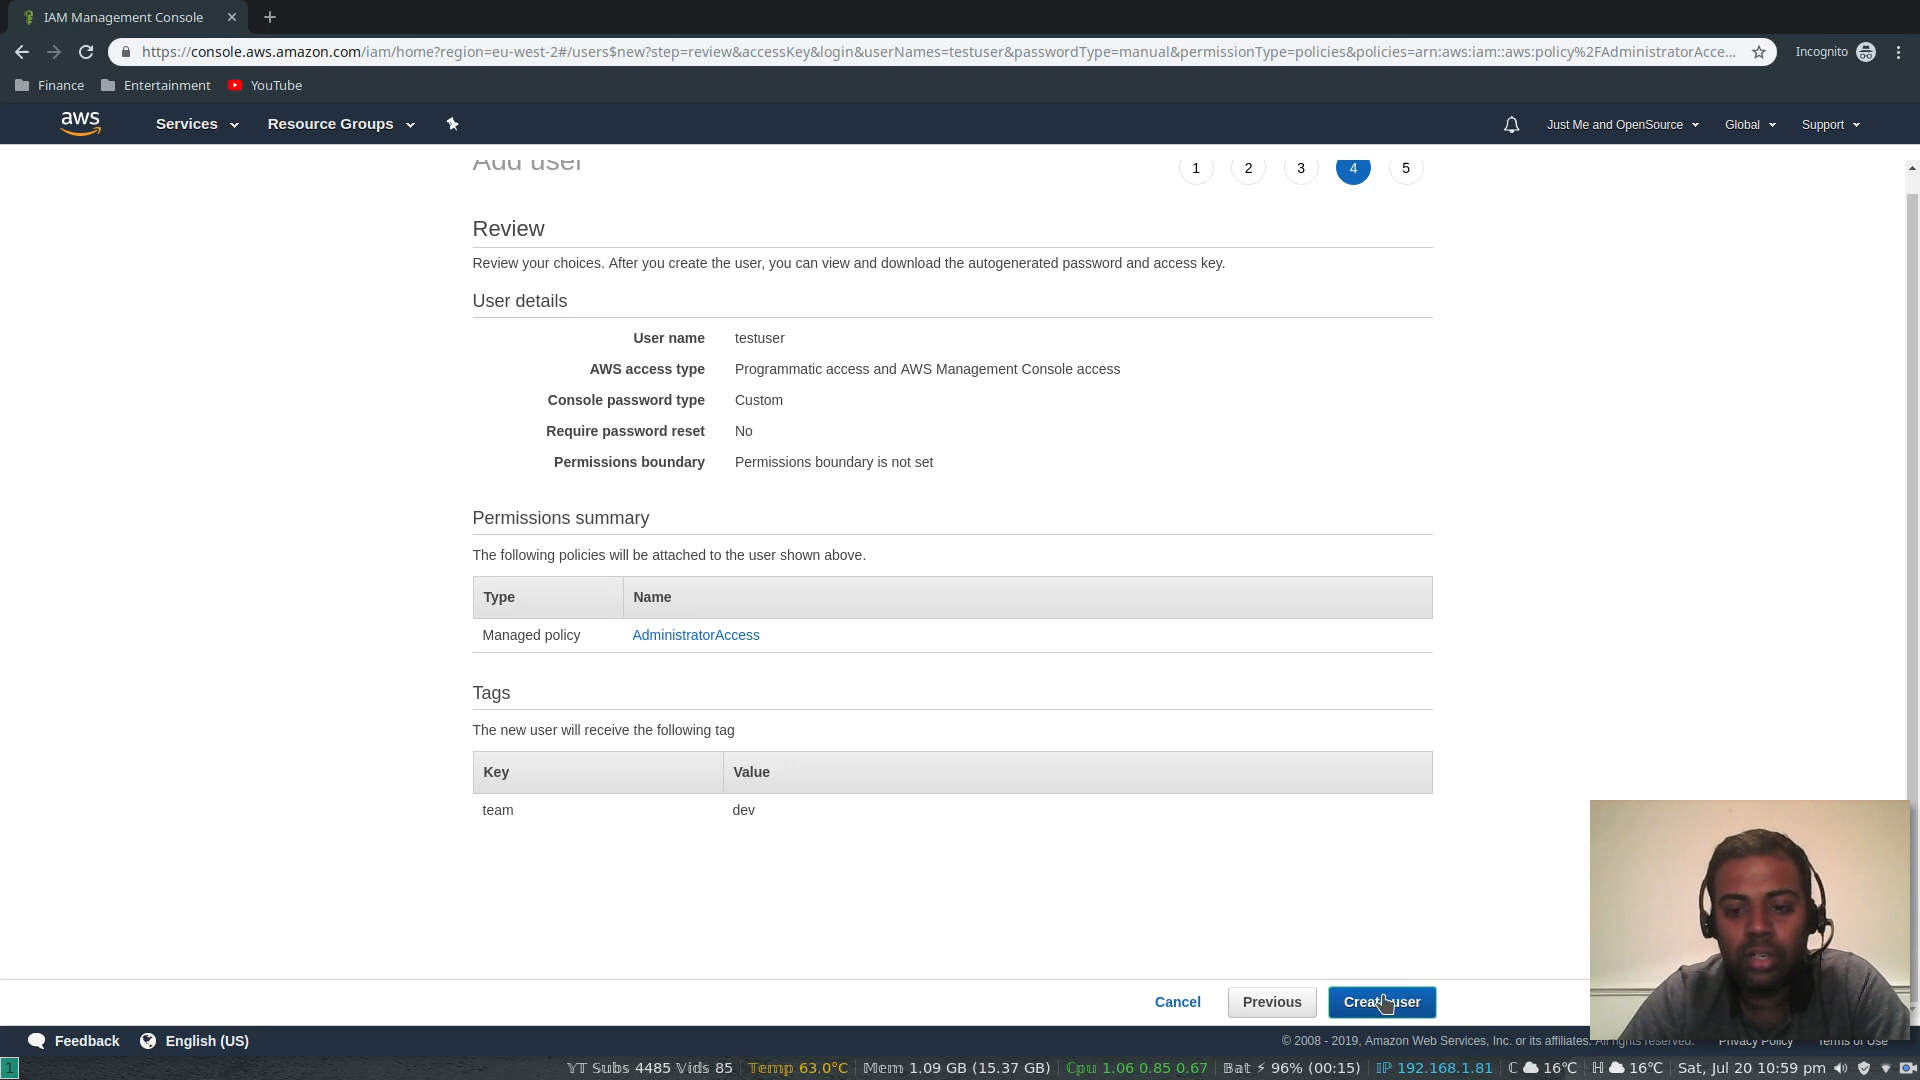 IAM Management Console
https://console.aws.amazon.com/iam/home?region=eu-west-2#/users$new?step=review&accessKey&login&userNames=testuser&passwordType=manual&permissionType=policies&policies=arn:aws:iam::aws:policy%2FAdministratorAcce...
Incognito
Finance
Entertainment
YouTube
aws
Services
Resource Groups
Just Me and OpenSource
Global
Support
Add user
1
2
3
4
5
Review
Review your choices. After you create the user, you can view and download the autogenerated password and access key.
User details
User name testuser
AWS access type Programmatic access and AWS Management Console access
Console password type Custom
Require password reset No
Permissions boundary Permissions boundary is not set
Permissions summary
The following policies will be attached to the user shown above.
Type Name
Managed policy AdministratorAccess
Tags
The new user will receive the following tag
Key Value
team dev
Cancel
Previous
Create user
Feedback
English (US)
© 2008 - 2019, Amazon Web Services, Inc. or its affiliates. All rights reserved.
Privacy Policy
Terms of Use
1
YT Subs 4485 Vids 85
Temp 63.0°C
Mem 1.09 GB (15.37 GB)
Cpu 1.06 0.85 0.67
Bat ⚡ 96% (00:15)
IP 192.168.1.81
C 16°C
H 16°C
Sat, Jul 20 10:59 pm